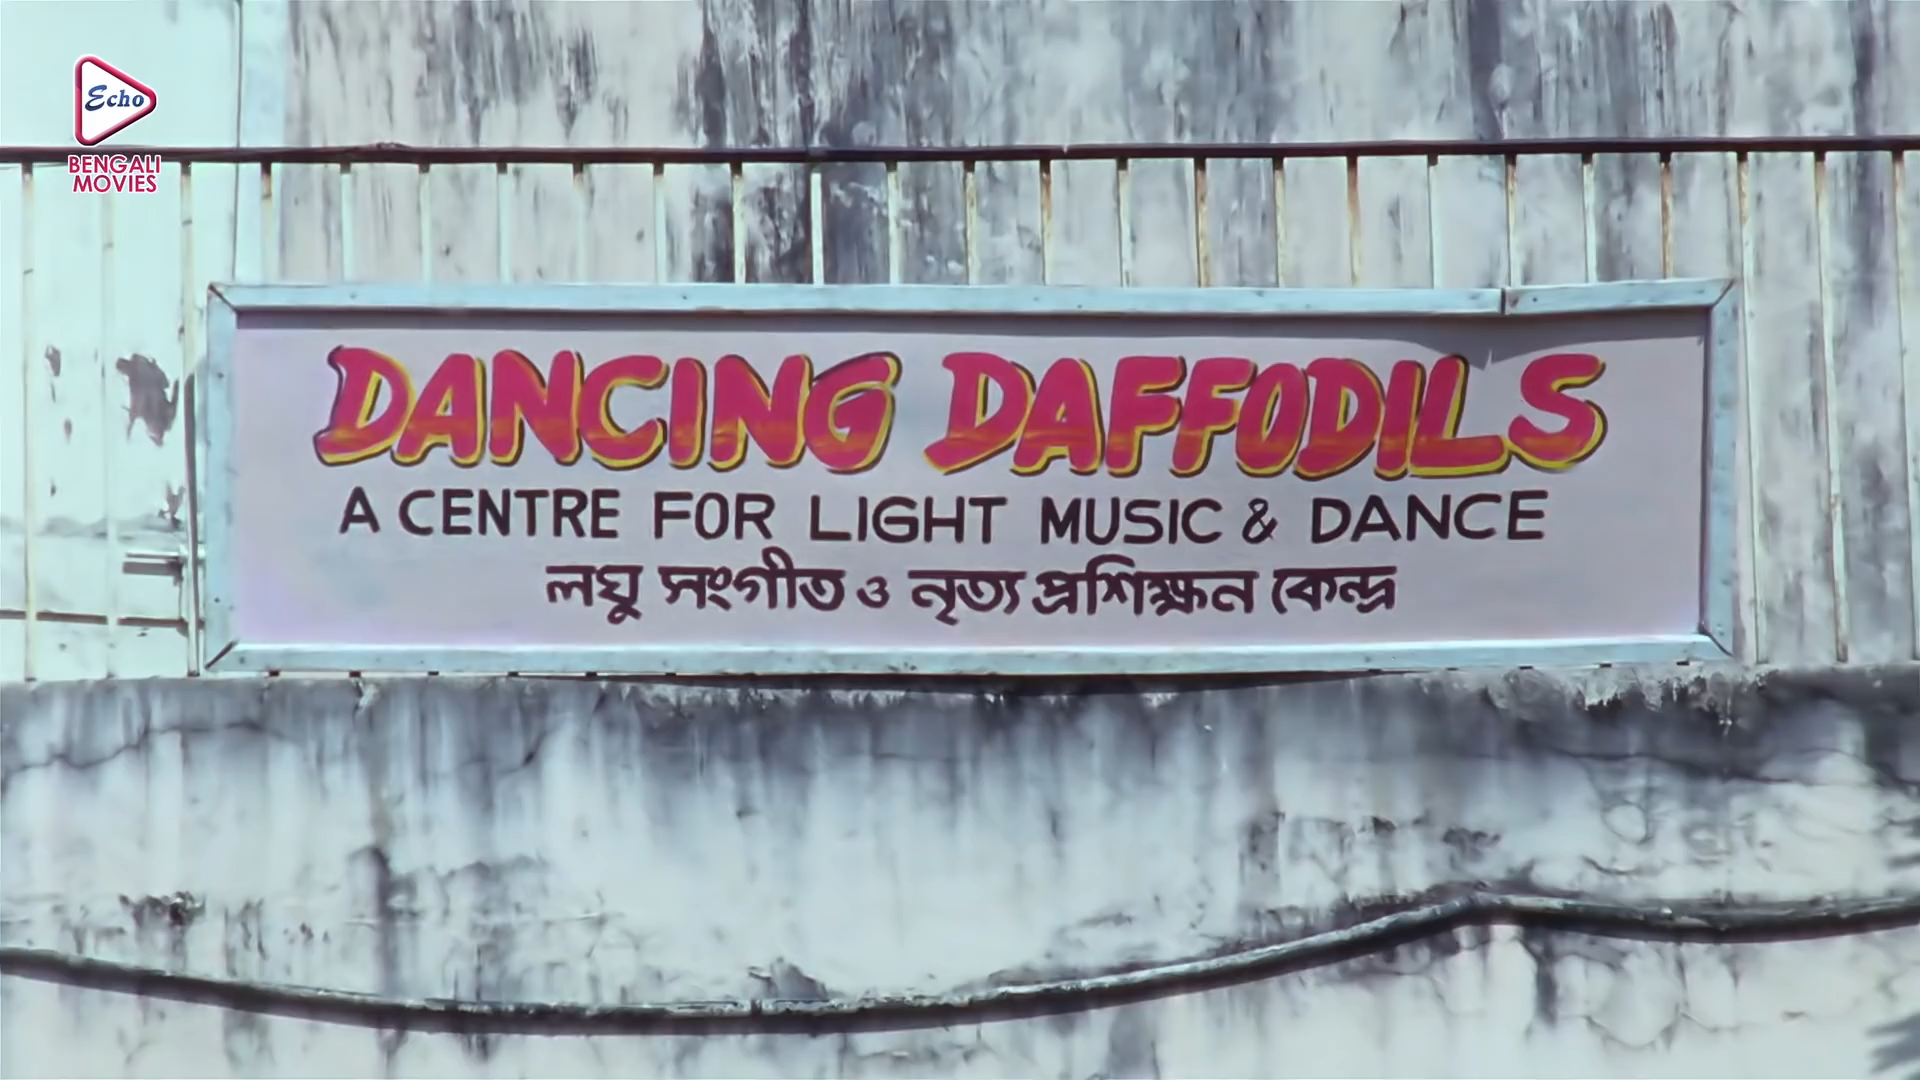 Echo
BENGALI
MOVIES
DANCING DAFFODILS
A CENTRE FOR LIGHT MUSIC & DANCE
লঘু সংগীত ও নৃত্য প্রশিক্ষন কেন্দ্র